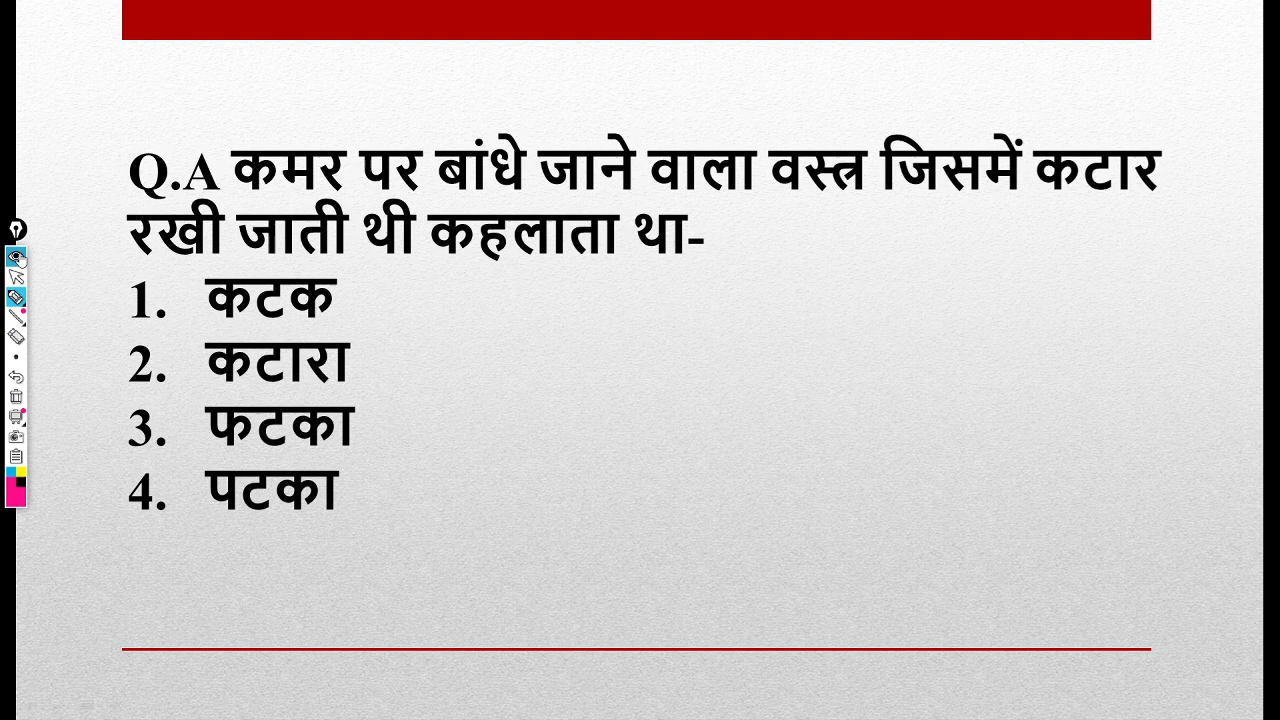 Q.A कमर पर बांधे जाने वाला वस्त्र जिसमें कटार
रखी जाती थी कहलाता था-
1. कटक
2. कटारा
3. फटका
4. पटका